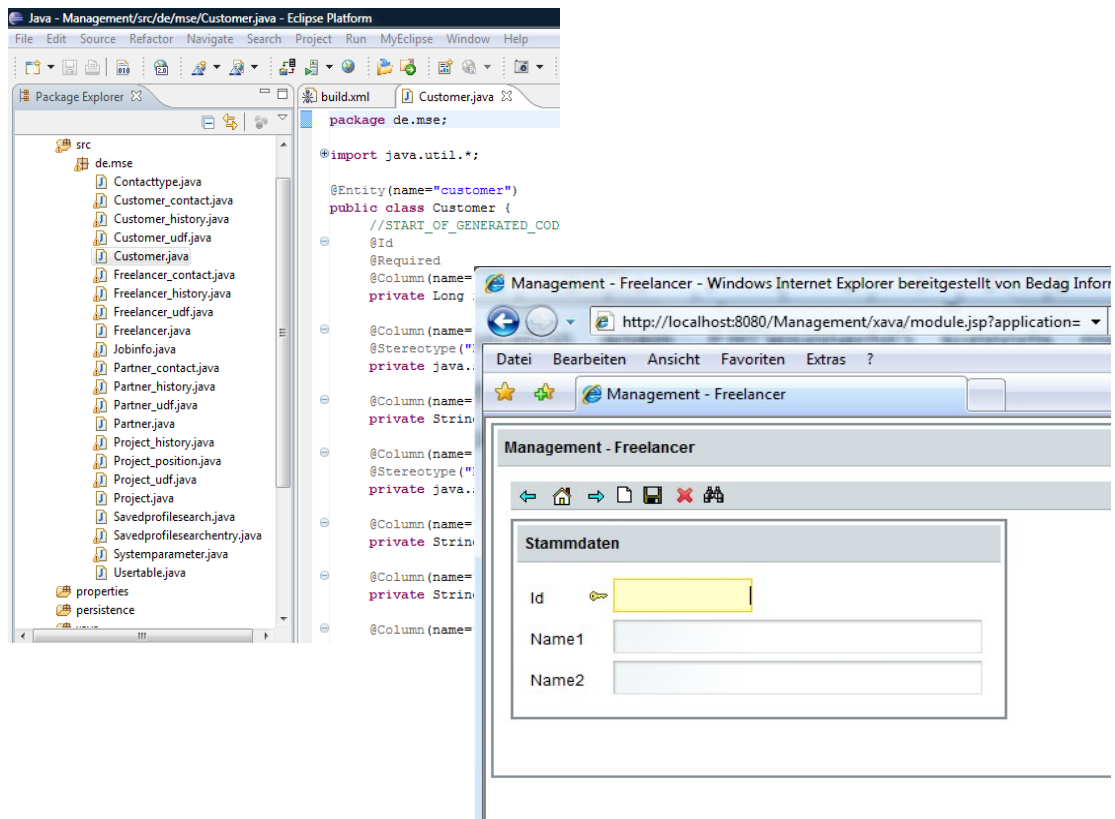 Java - Management/src/de/mse/Customer.java - Eclipse Platform
File Edit Source Refactor Navigate Search Project Run MyEclipse Window Help
Package Explorer
build.xml
Customer.java
src
de.mse
Contacttype.java
Customer_contact.java
Customer_history.java
Customer_udf.java
Customer.java
Freelancer_contact.java
Freelancer_history.java
Freelancer_udf.java
Freelancer.java
Jobinfo.java
Partner_contact.java
Partner_history.java
Partner_udf.java
Partner.java
Project_history.java
Project_position.java
Project_udf.java
Project.java
Savedprofilesearch.java
Savedprofilesearchentry.java
Systemparameter.java
Usertable.java
properties
persistence
package de.mse;
import java.util.*;
@Entity(name="customer")
public class Customer {
//START_OF_GENERATED_COD
@Id
@Required
@Column(name=
private Long
@Column(name=
@Stereotype("
private java.
@Column(name=
private Strin
@Column(name=
@Stereotype("
private java.
@Column(name=
private Strin
@Column(name=
private Strin
@Column(name=
Management - Freelancer - Windows Internet Explorer bereitgestellt von Bedag Infor
http://localhost:8080/Management/xava/module.jsp?application=
Datei Bearbeiten Ansicht Favoriten Extras ?
Management - Freelancer
Management - Freelancer
Stammdaten
Id
Name1
Name2